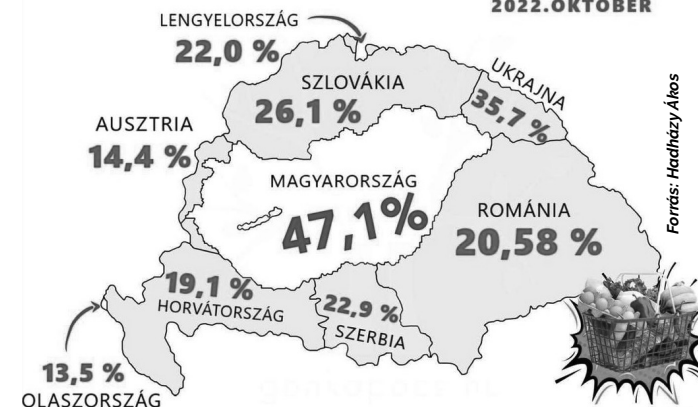 2022.OKTÓBER
LENGYELORSZÁG
22,0 %
SZLOVÁKIA
26,1 %
UKRAJNA
35,7 %
AUSZTRIA
14,4 %
MAGYARORSZÁG
47,1%
ROMÁNIA
20,58 %
19,1 %
HORVÁTORSZÁG
22,9 %
SZERBIA
13,5 %
OLASZORSZÁG
Forrás: Hadházy Ákos